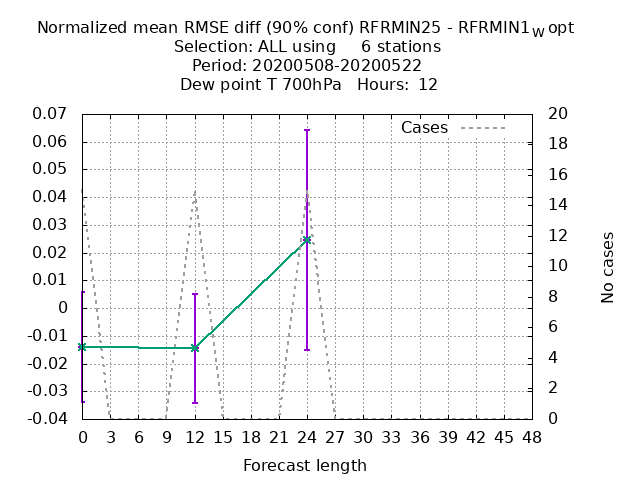 Normalized mean RMSE diff (90% conf) RFRMIN25 - RFRMIN1_W opt
Selection: ALL using 6 stations
Period: 20200508-20200522
Dew point T 700hPa Hours: 12
Cases
0.07
0.06
0.05
0.04
0.03
0.02
0.01
0
-0.01
-0.02
-0.03
-0.04
20
18
16
14
12
10
8
6
4
2
0
No cases
0 3 6 9 12 15 18 21 24 27 30 33 36 39 42 45 48
Forecast length